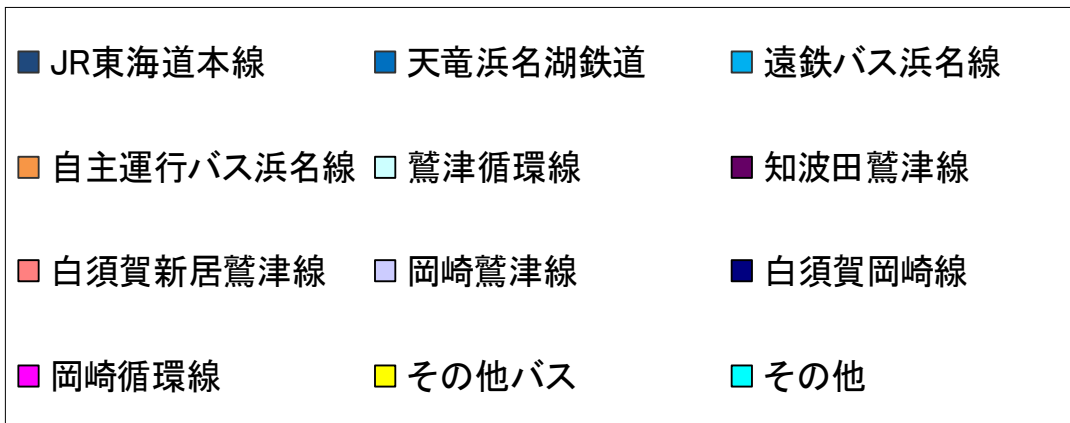 JR東海道本線 天竜浜名湖鉄道 遠鉄バス浜名線
自主運行バス浜名線 鷲津循環線 知波田鷲津線
白須賀新居鷲津線 岡崎鷲津線 白須賀岡崎線
岡崎循環線 その他バス その他